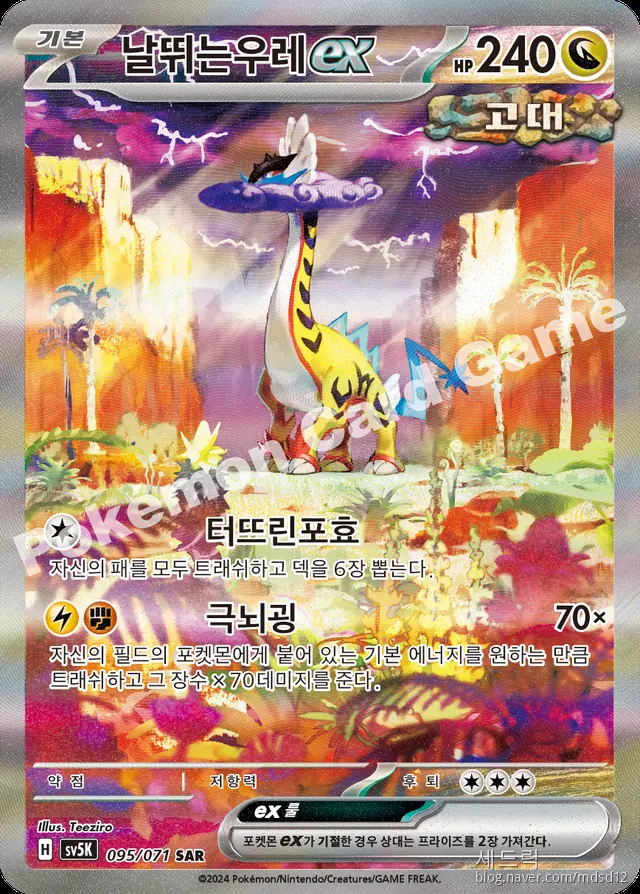 기본
날뛰는우레 ex
HP 240
고대
Pokémon Card Game
터뜨린포효
자신의 패를 모두 트래쉬하고 덱을 6장 뽑는다.
극뇌굉 70×
자신의 필드의 포켓몬에게 붙어 있는 기본 에너지를 원하는 만큼
트래쉬하고 그 장수×70데미지를 준다.
약점 저항력 후퇴
ex 룰
포켓몬 ex가 기절한 경우 상대는 프라이즈를 2장 가져간다.
Illus. Teeziro
H sv5K 095/071 SAR
세드릭
blog.naver.com/mdsd12
©2024 Pokémon/Nintendo/Creatures/GAME FREAK.